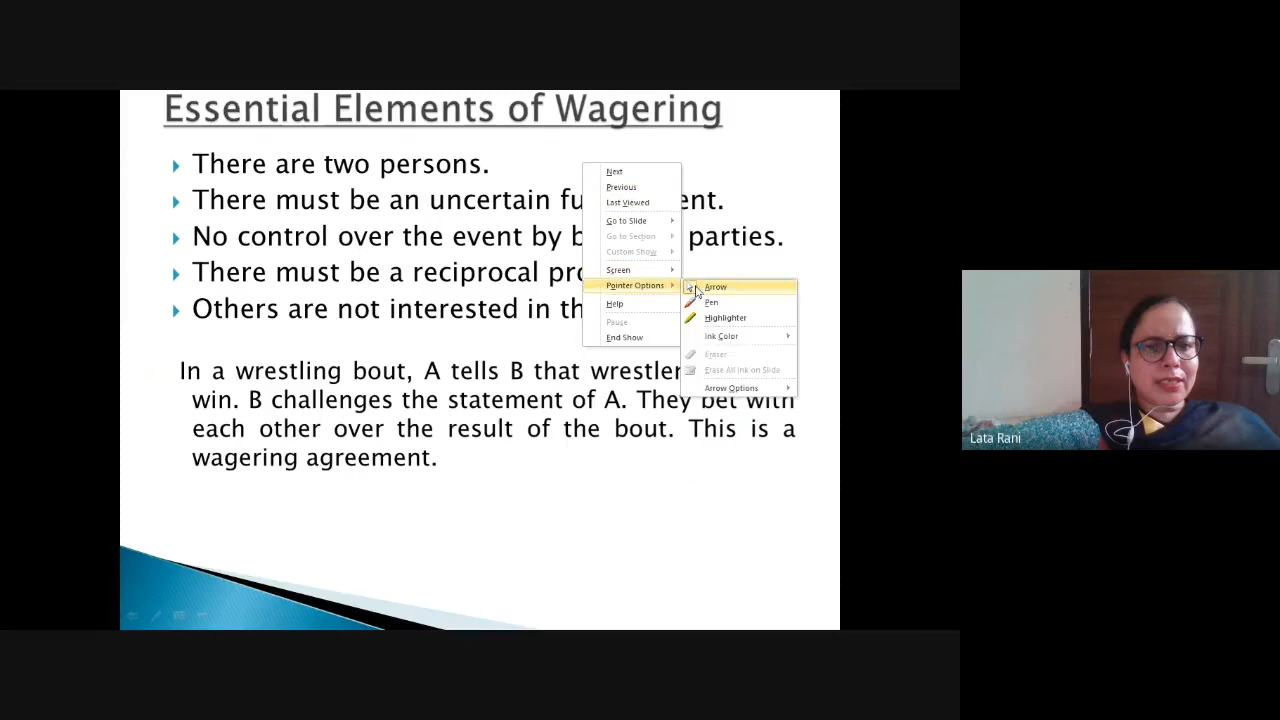 Essential Elements of Wagering
There are two persons.
There must be an uncertain fu ent.
No control over the event by b parties.
There must be a reciprocal pro
Others are not interested in th
In a wrestling bout, A tells B that wrestler
win. B challenges the statement of A. They bet with
each other over the result of the bout. This is a
wagering agreement.
Next
Previous
Last Viewed
Go to Slide
Go to Section
Custom Show
Screen
Pointer Options
Help
Pause
End Show
Arrow
Pen
Highlighter
Ink Color
Eraser
Erase All Ink on Slide
Arrow Options
Lata Rani